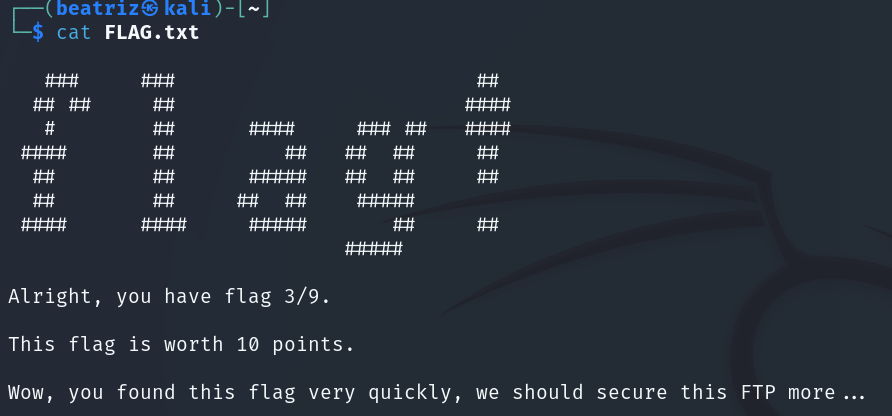 (beatriz㉿kali)-[~]
$ cat FLAG.txt
flag!
Alright, you have flag 3/9.
This flag is worth 10 points.
Wow, you found this flag very quickly, we should secure this FTP more...